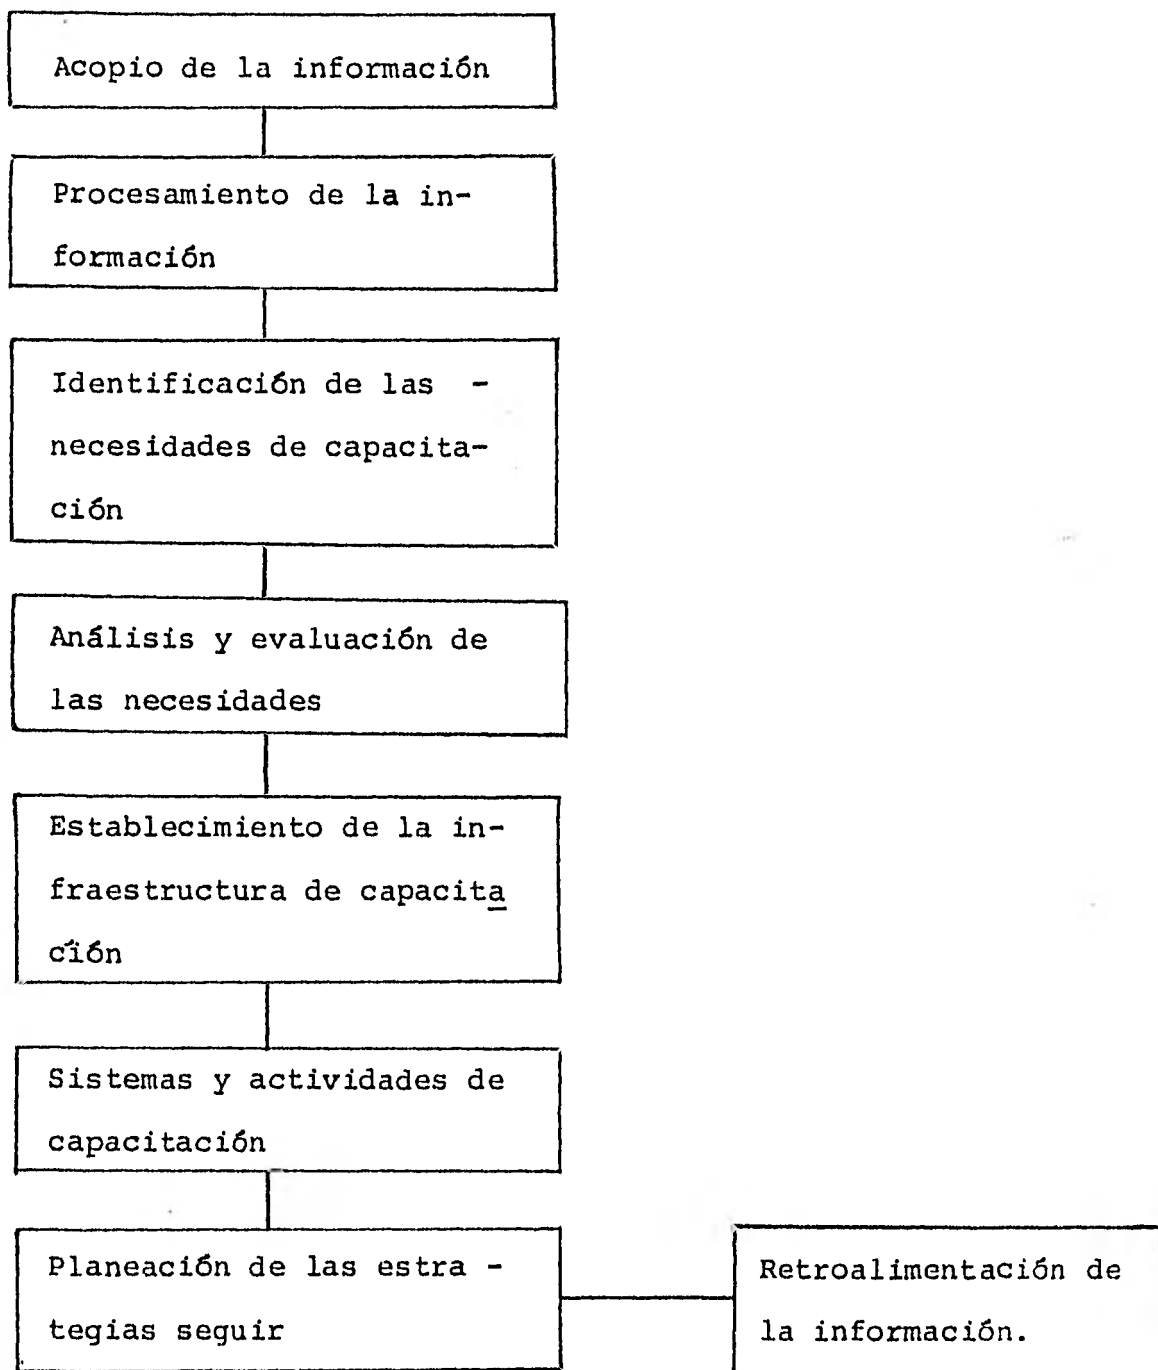 Acopio de la información
Procesamiento de la in-
formación
Identificación de las -
necesidades de capacita-
ción
Análisis y evaluación de
las necesidades
Establecimiento de la in-
fraestructura de capacita
ción
Sistemas y actividades de
capacitación
Planeación de las estra -
tegias seguir
Retroalimentación de
la información.